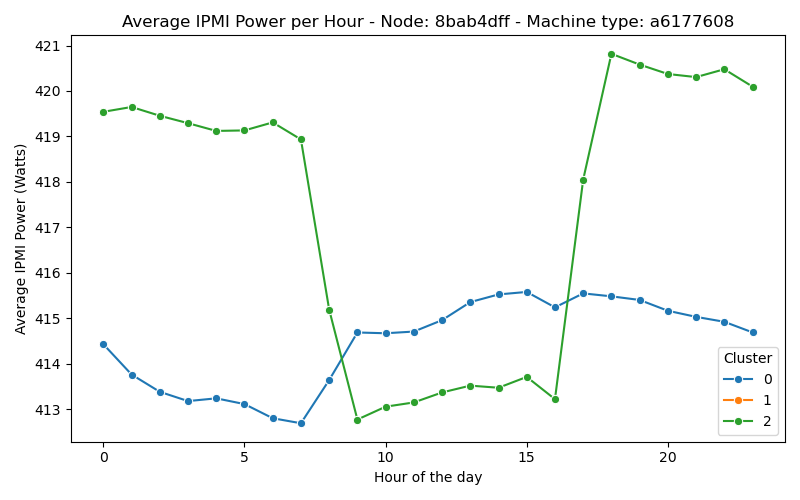 Average IPMI Power per Hour - Node: 8bab4dff - Machine type: a6177608
Average IPMI Power (Watts)
421
420
419
418
417
416
415
414
413
0 5 10 15 20
Hour of the day
Cluster
0
1
2